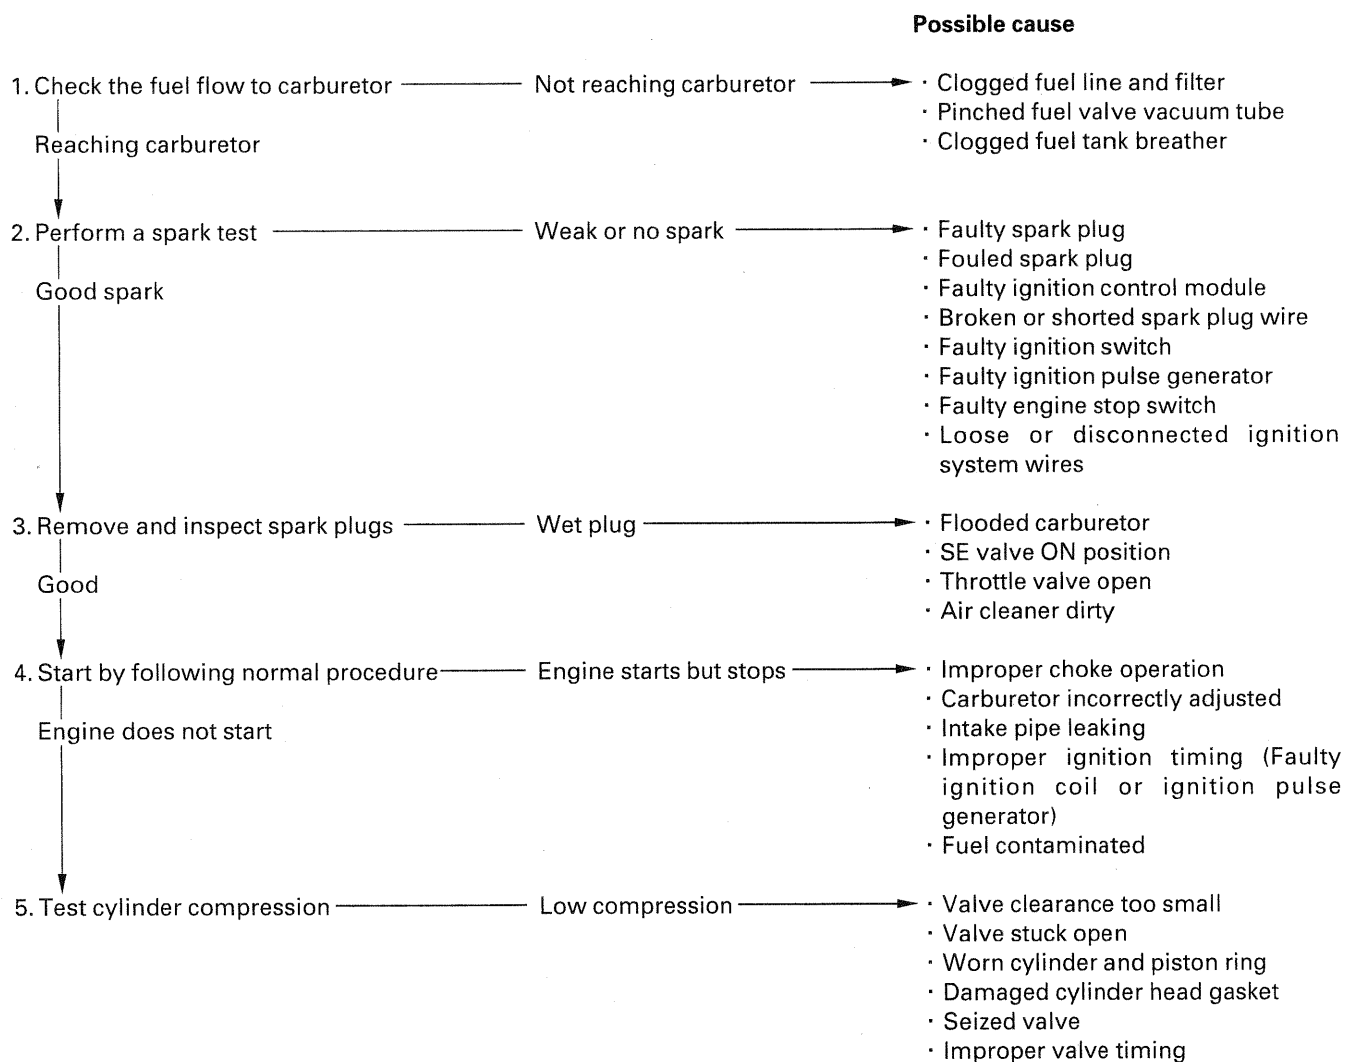 Possible cause
1. Check the fuel flow to carburetor
Not reaching carburetor
· Clogged fuel line and filter
· Pinched fuel valve vacuum tube
· Clogged fuel tank breather
Reaching carburetor
2. Perform a spark test
Weak or no spark
· Faulty spark plug
· Fouled spark plug
· Faulty ignition control module
· Broken or shorted spark plug wire
· Faulty ignition switch
· Faulty ignition pulse generator
· Faulty engine stop switch
· Loose or disconnected ignition
system wires
Good spark
3. Remove and inspect spark plugs
Wet plug
· Flooded carburetor
· SE valve ON position
· Throttle valve open
· Air cleaner dirty
Good
4. Start by following normal procedure
Engine starts but stops
· Improper choke operation
· Carburetor incorrectly adjusted
· Intake pipe leaking
· Improper ignition timing (Faulty
ignition coil or ignition pulse
generator)
· Fuel contaminated
Engine does not start
5. Test cylinder compression
Low compression
· Valve clearance too small
· Valve stuck open
· Worn cylinder and piston ring
· Damaged cylinder head gasket
· Seized valve
· Improper valve timing